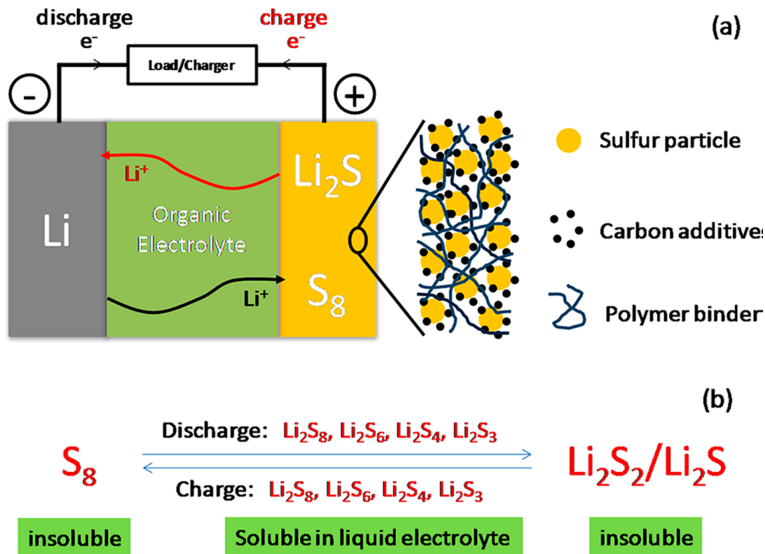 discharge
e⁻
charge
e⁻
(a)
Load/Charger
-
+
Li⁺
Li₂S
Li
Organic
Electrolyte
S₈
Li⁺
Sulfur particle
Carbon additives
Polymer binder
(b)
Discharge: Li₂S₈, Li₂S₆, Li₂S₄, Li₂S₃
S₈
Li₂S₂/Li₂S
Charge: Li₂S₈, Li₂S₆, Li₂S₄, Li₂S₃
insoluble
Soluble in liquid electrolyte
insoluble